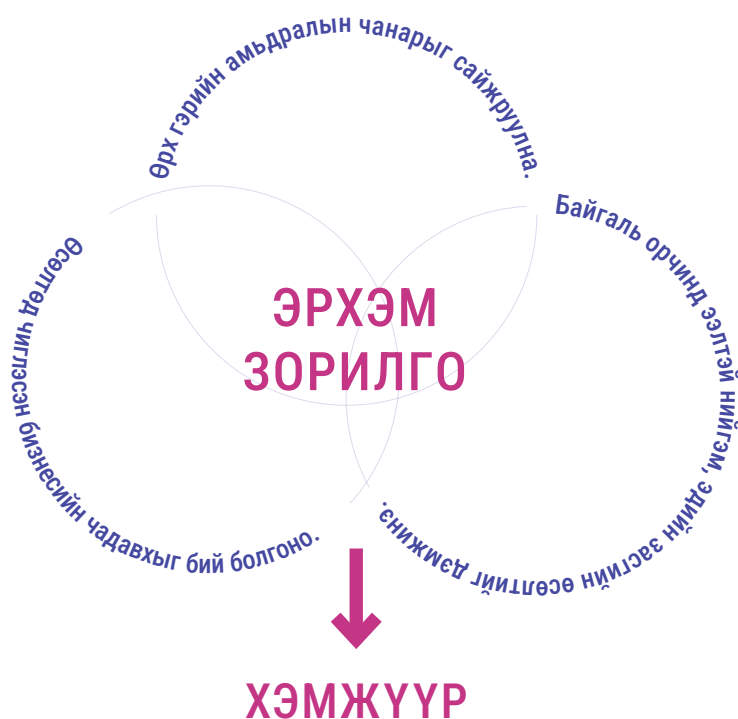 Өрх гэрийн амьдралын чанарыг сайжруулна.
Байгаль орчинд ээлтэй нийгэм, эдийн засгийн өсөлтийг дэмжинэ.
Өсөлтөд чиглэсэн бизнесийн чадавхыг бий болгоно.
ЭРХЭМ
ЗОРИЛГО
ХЭМЖҮҮР